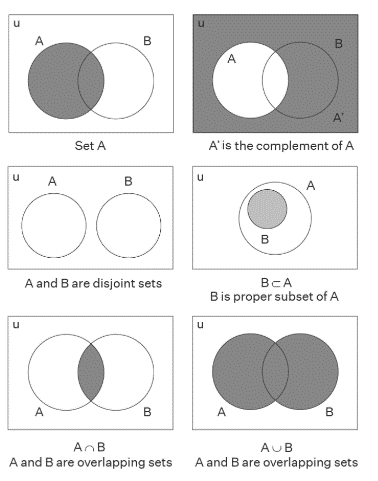 u
A
B
Set A
u
A
B
A'
A' is the complement of A
u
A
B
A and B are disjoint sets
u
A
B
B ⊂ A
B is proper subset of A
u
A
B
A ∩ B
A and B are overlapping sets
u
A
B
A ∪ B
A and B are overlapping sets